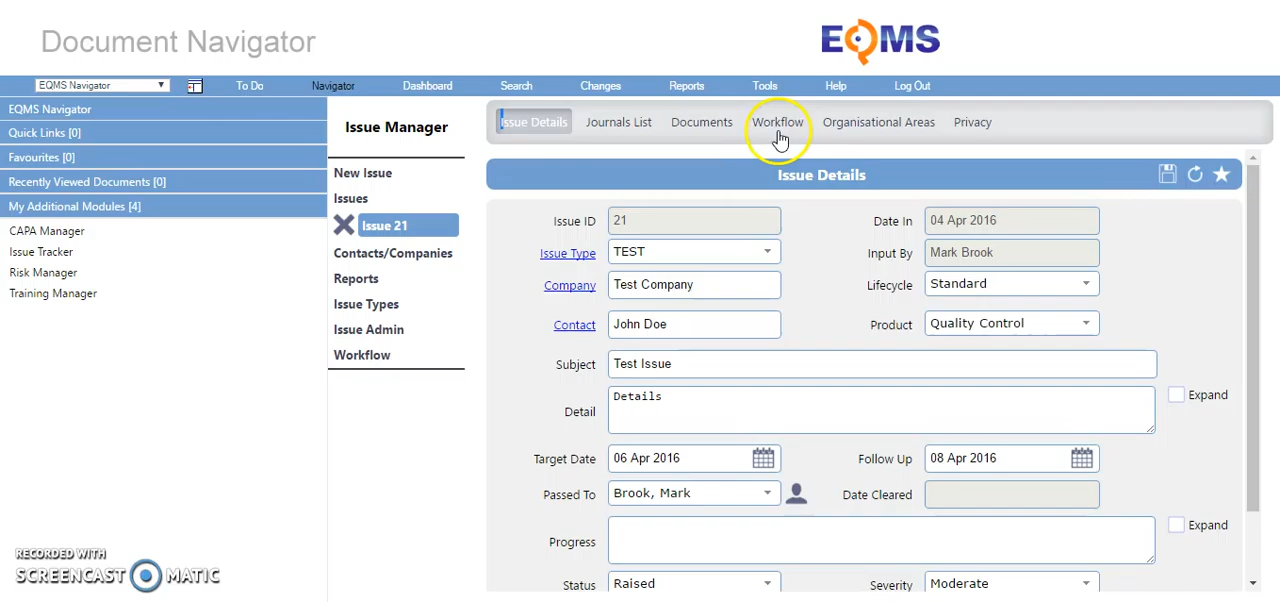 Document Navigator
EQMS
EQMS Navigator To Do Navigator Dashboard Search Changes Reports Tools Help Log Out
EQMS Navigator
Quick Links [0]
Favourites [0]
Recently Viewed Documents [0]
My Additional Modules [4]
CAPA Manager
Issue Tracker
Risk Manager
Training Manager
Issue Manager
New Issue
Issues
Issue 21
Contacts/Companies
Reports
Issue Types
Issue Admin
Workflow
Issue Details Journals List Documents Workflow Organisational Areas Privacy
Issue Details
Issue ID 21 Date In 04 Apr 2016
Issue Type TEST Input By Mark Brook
Company Test Company Lifecycle Standard
Contact John Doe Product Quality Control
Subject Test Issue
Detail Details Expand
Target Date 06 Apr 2016 Follow Up 08 Apr 2016
Passed To Brook, Mark Date Cleared
Progress Expand
Status Raised Severity Moderate
RECORDED WITH
SCREENCAST MATIC